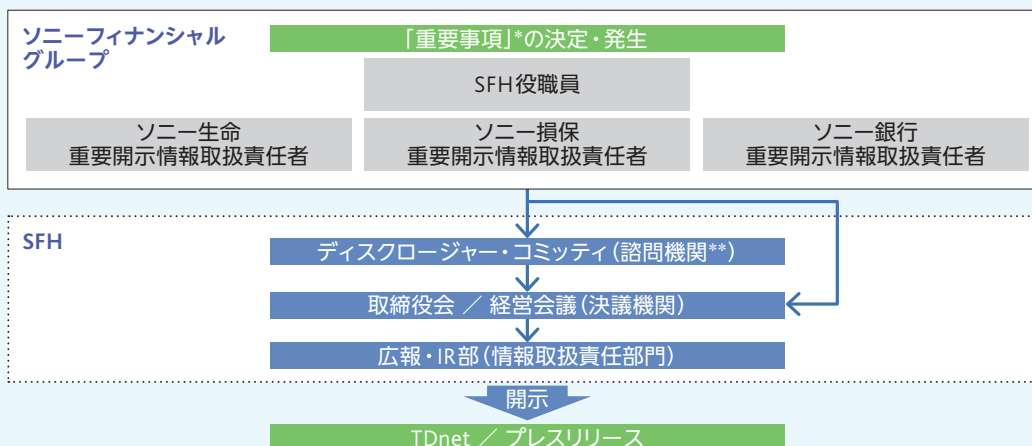 ソニーフィナンシャル
グループ
「重要事項」*の決定・発生
SFH役職員
ソニー生命
重要開示情報取扱責任者
ソニー損保
重要開示情報取扱責任者
ソニー銀行
重要開示情報取扱責任者
SFH
ディスクロージャー・コミッティ(諮問機関**)
取締役会 ／ 経営会議(決議機関)
広報・IR部(情報取扱責任部門)
開示
TDnet ／ プレスリリース